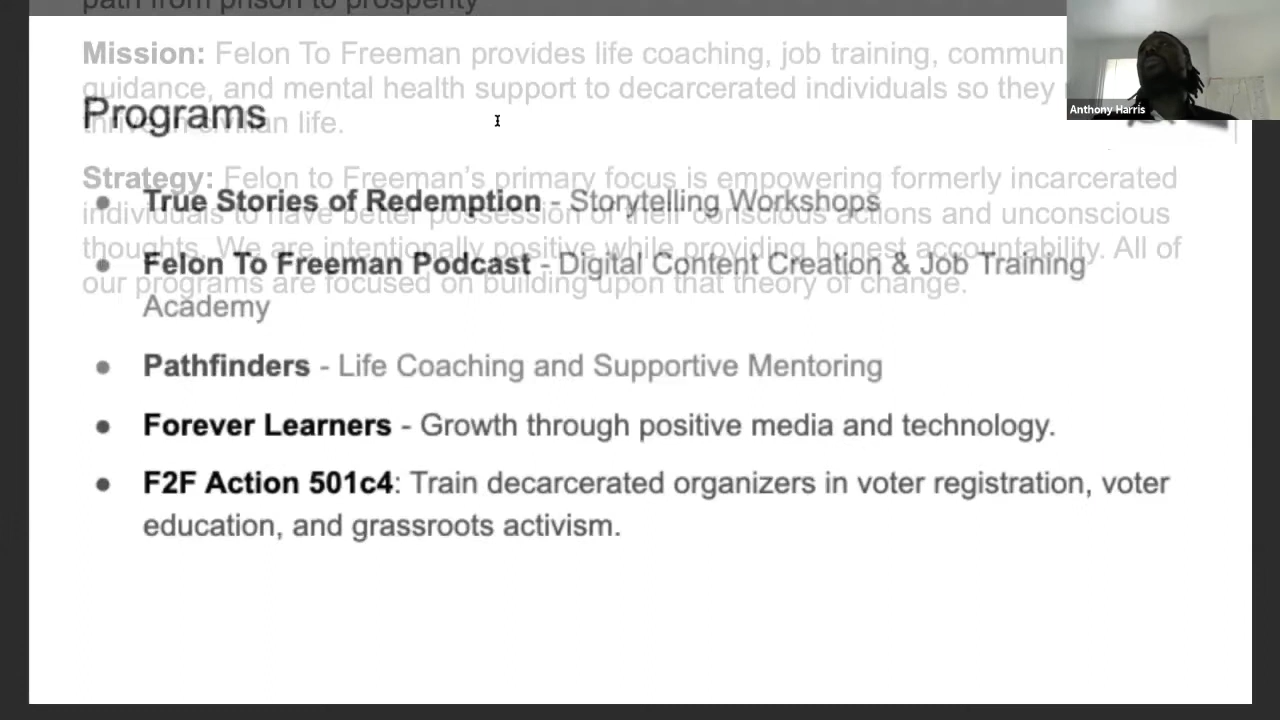 path from prison to prosperity
Mission: Felon To Freeman provides life coaching, job training, commun
guidance, and mental health support to decarcerated individuals so they
Programs
life.
Strategy: Felon to Freeman's primary focus is empowering formerly incarcerated
True Stories of Redemption - Storytelling Workshops
individuals to have better possession of their conscious actions and unconscious
thoughts. We are intentionally positive while providing honest accountability. All of
Felon To Freeman Podcast - Digital Content Creation & Job Training
our programs are focused on building upon that theory of change.
Academy
Pathfinders - Life Coaching and Supportive Mentoring
Forever Learners - Growth through positive media and technology.
F2F Action 501c4: Train decarcerated organizers in voter registration, voter
education, and grassroots activism.
Anthony Harris